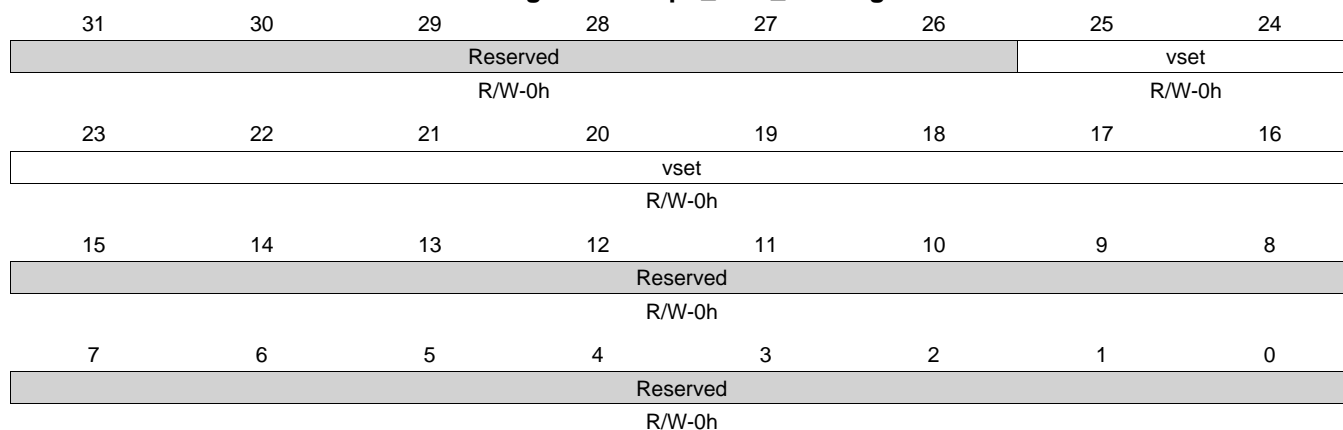 31 30 29 28 27 26 25 24
Reserved vset
R/W-0h R/W-0h
23 22 21 20 19 18 17 16
vset
R/W-0h
15 14 13 12 11 10 9 8
Reserved
R/W-0h
7 6 5 4 3 2 1 0
Reserved
R/W-0h